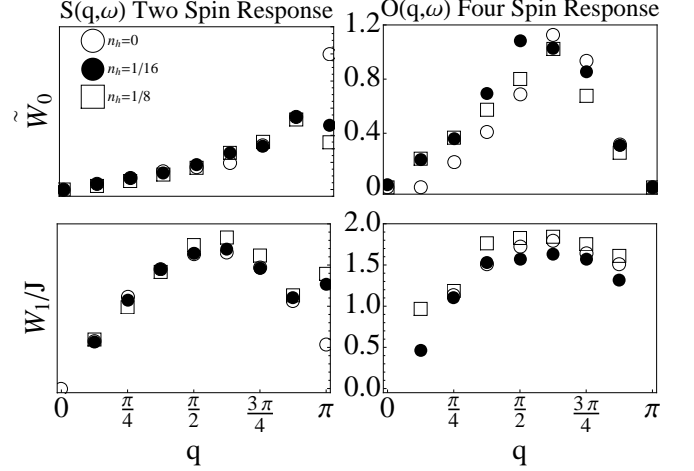 S(q,ω) Two Spin Response
O(q,ω) Four Spin Response
n_h=0
n_h=1/16
n_h=1/8
W̃_0
1.2
0.8
0.4
0
W_1/J
2.0
1.5
1.0
0.5
0.0
0 π/4 π/2 3π/4 π
0 π/4 π/2 3π/4 π
q
q